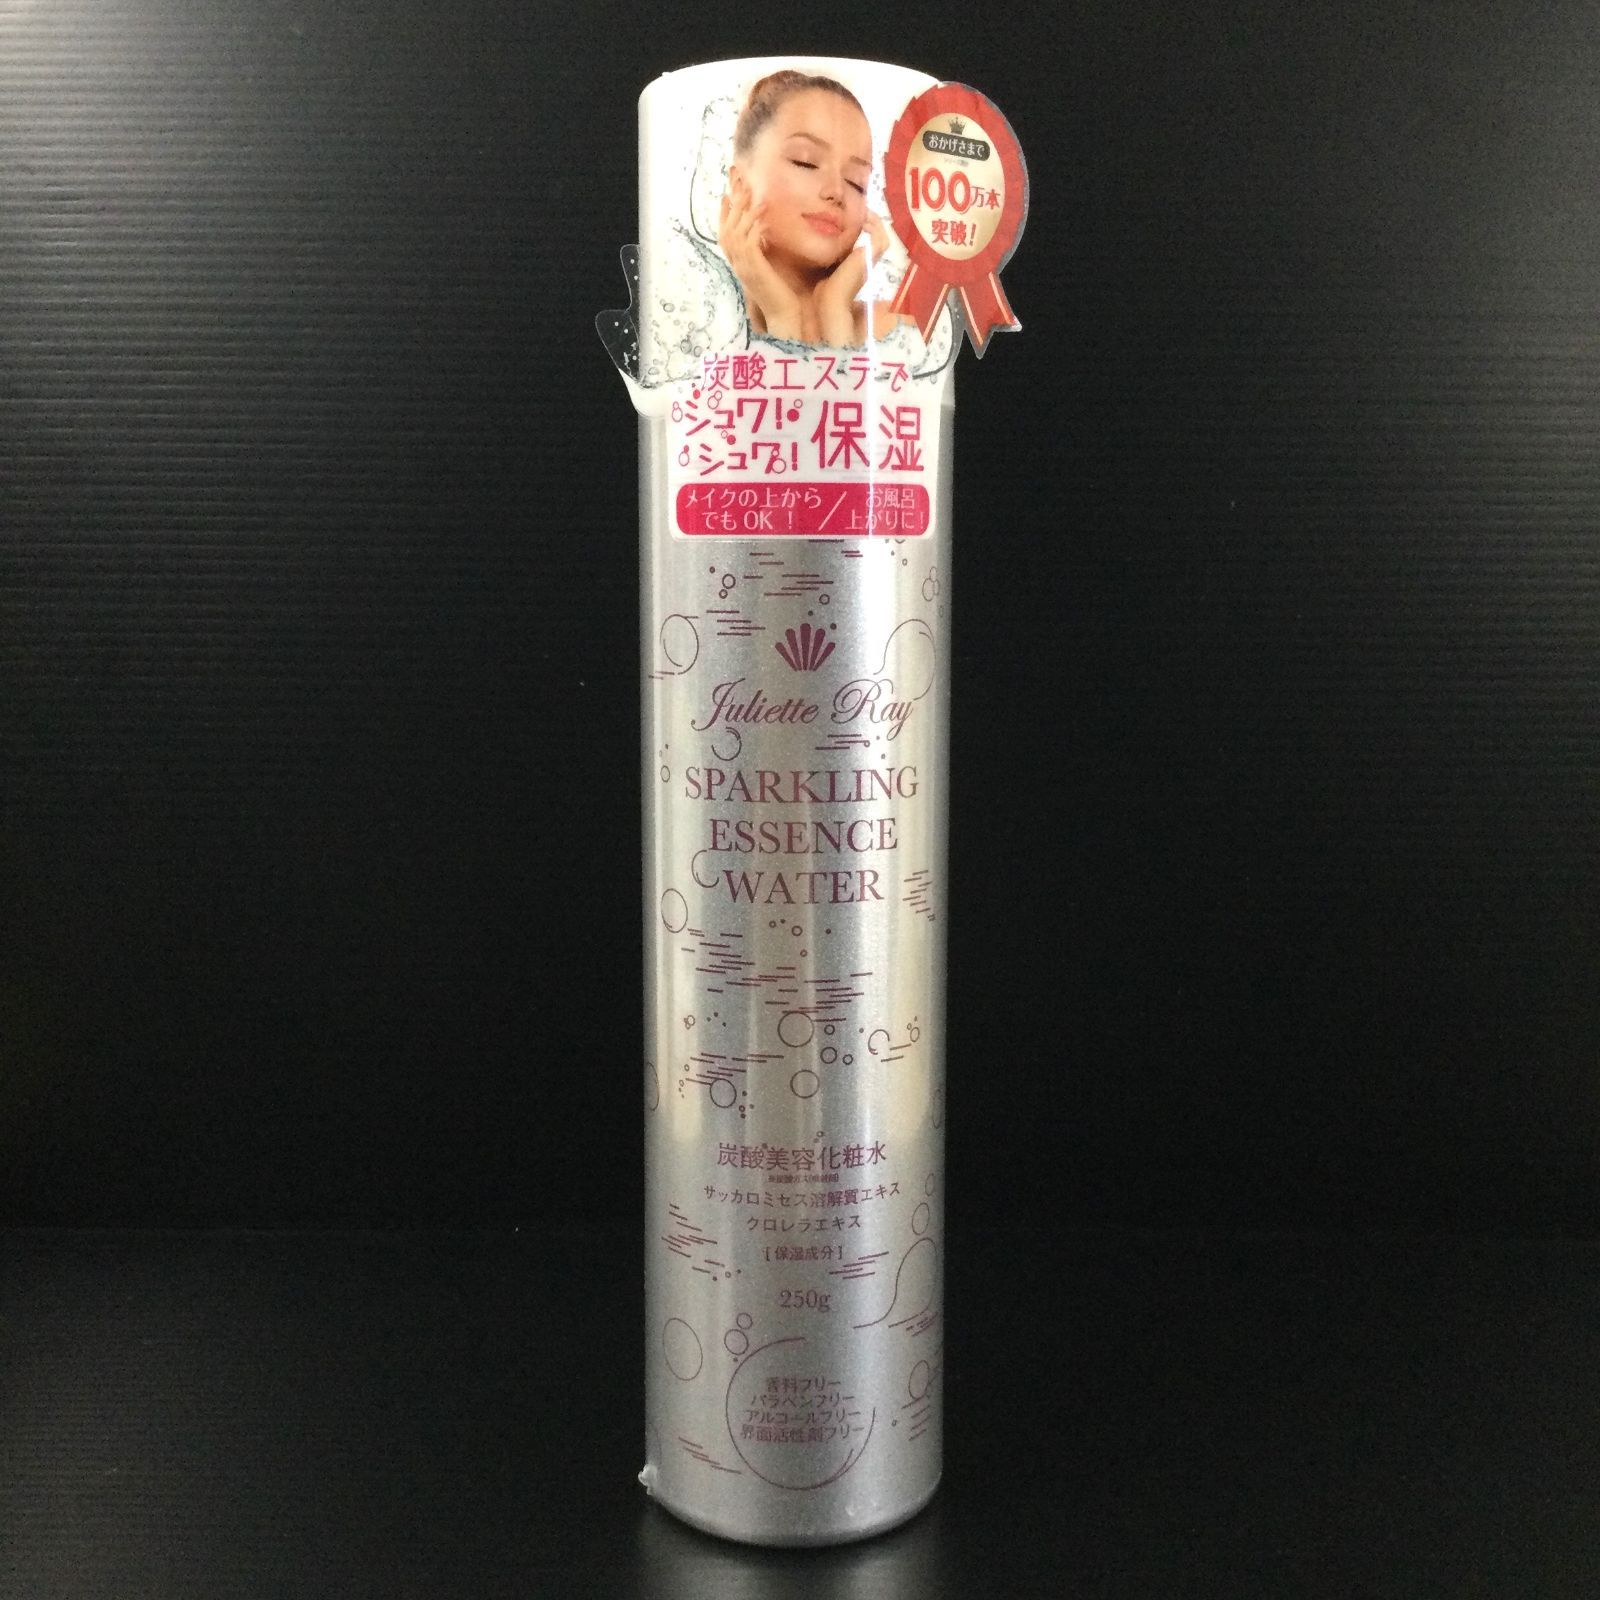 おかげさまで
100万本
突破!
炭酸エステで
シュワ!
シュワ!
保湿
メイクの上から
でもOK!
お風呂
上がりに!
Juliette Ray
SPARKLING
ESSENCE
WATER
炭酸美容化粧水
サッカロミセス溶解質エキス
クロレラエキス
[保湿成分]
250g
香料フリー
パラベンフリー
アルコールフリー
界面活性剤フリー